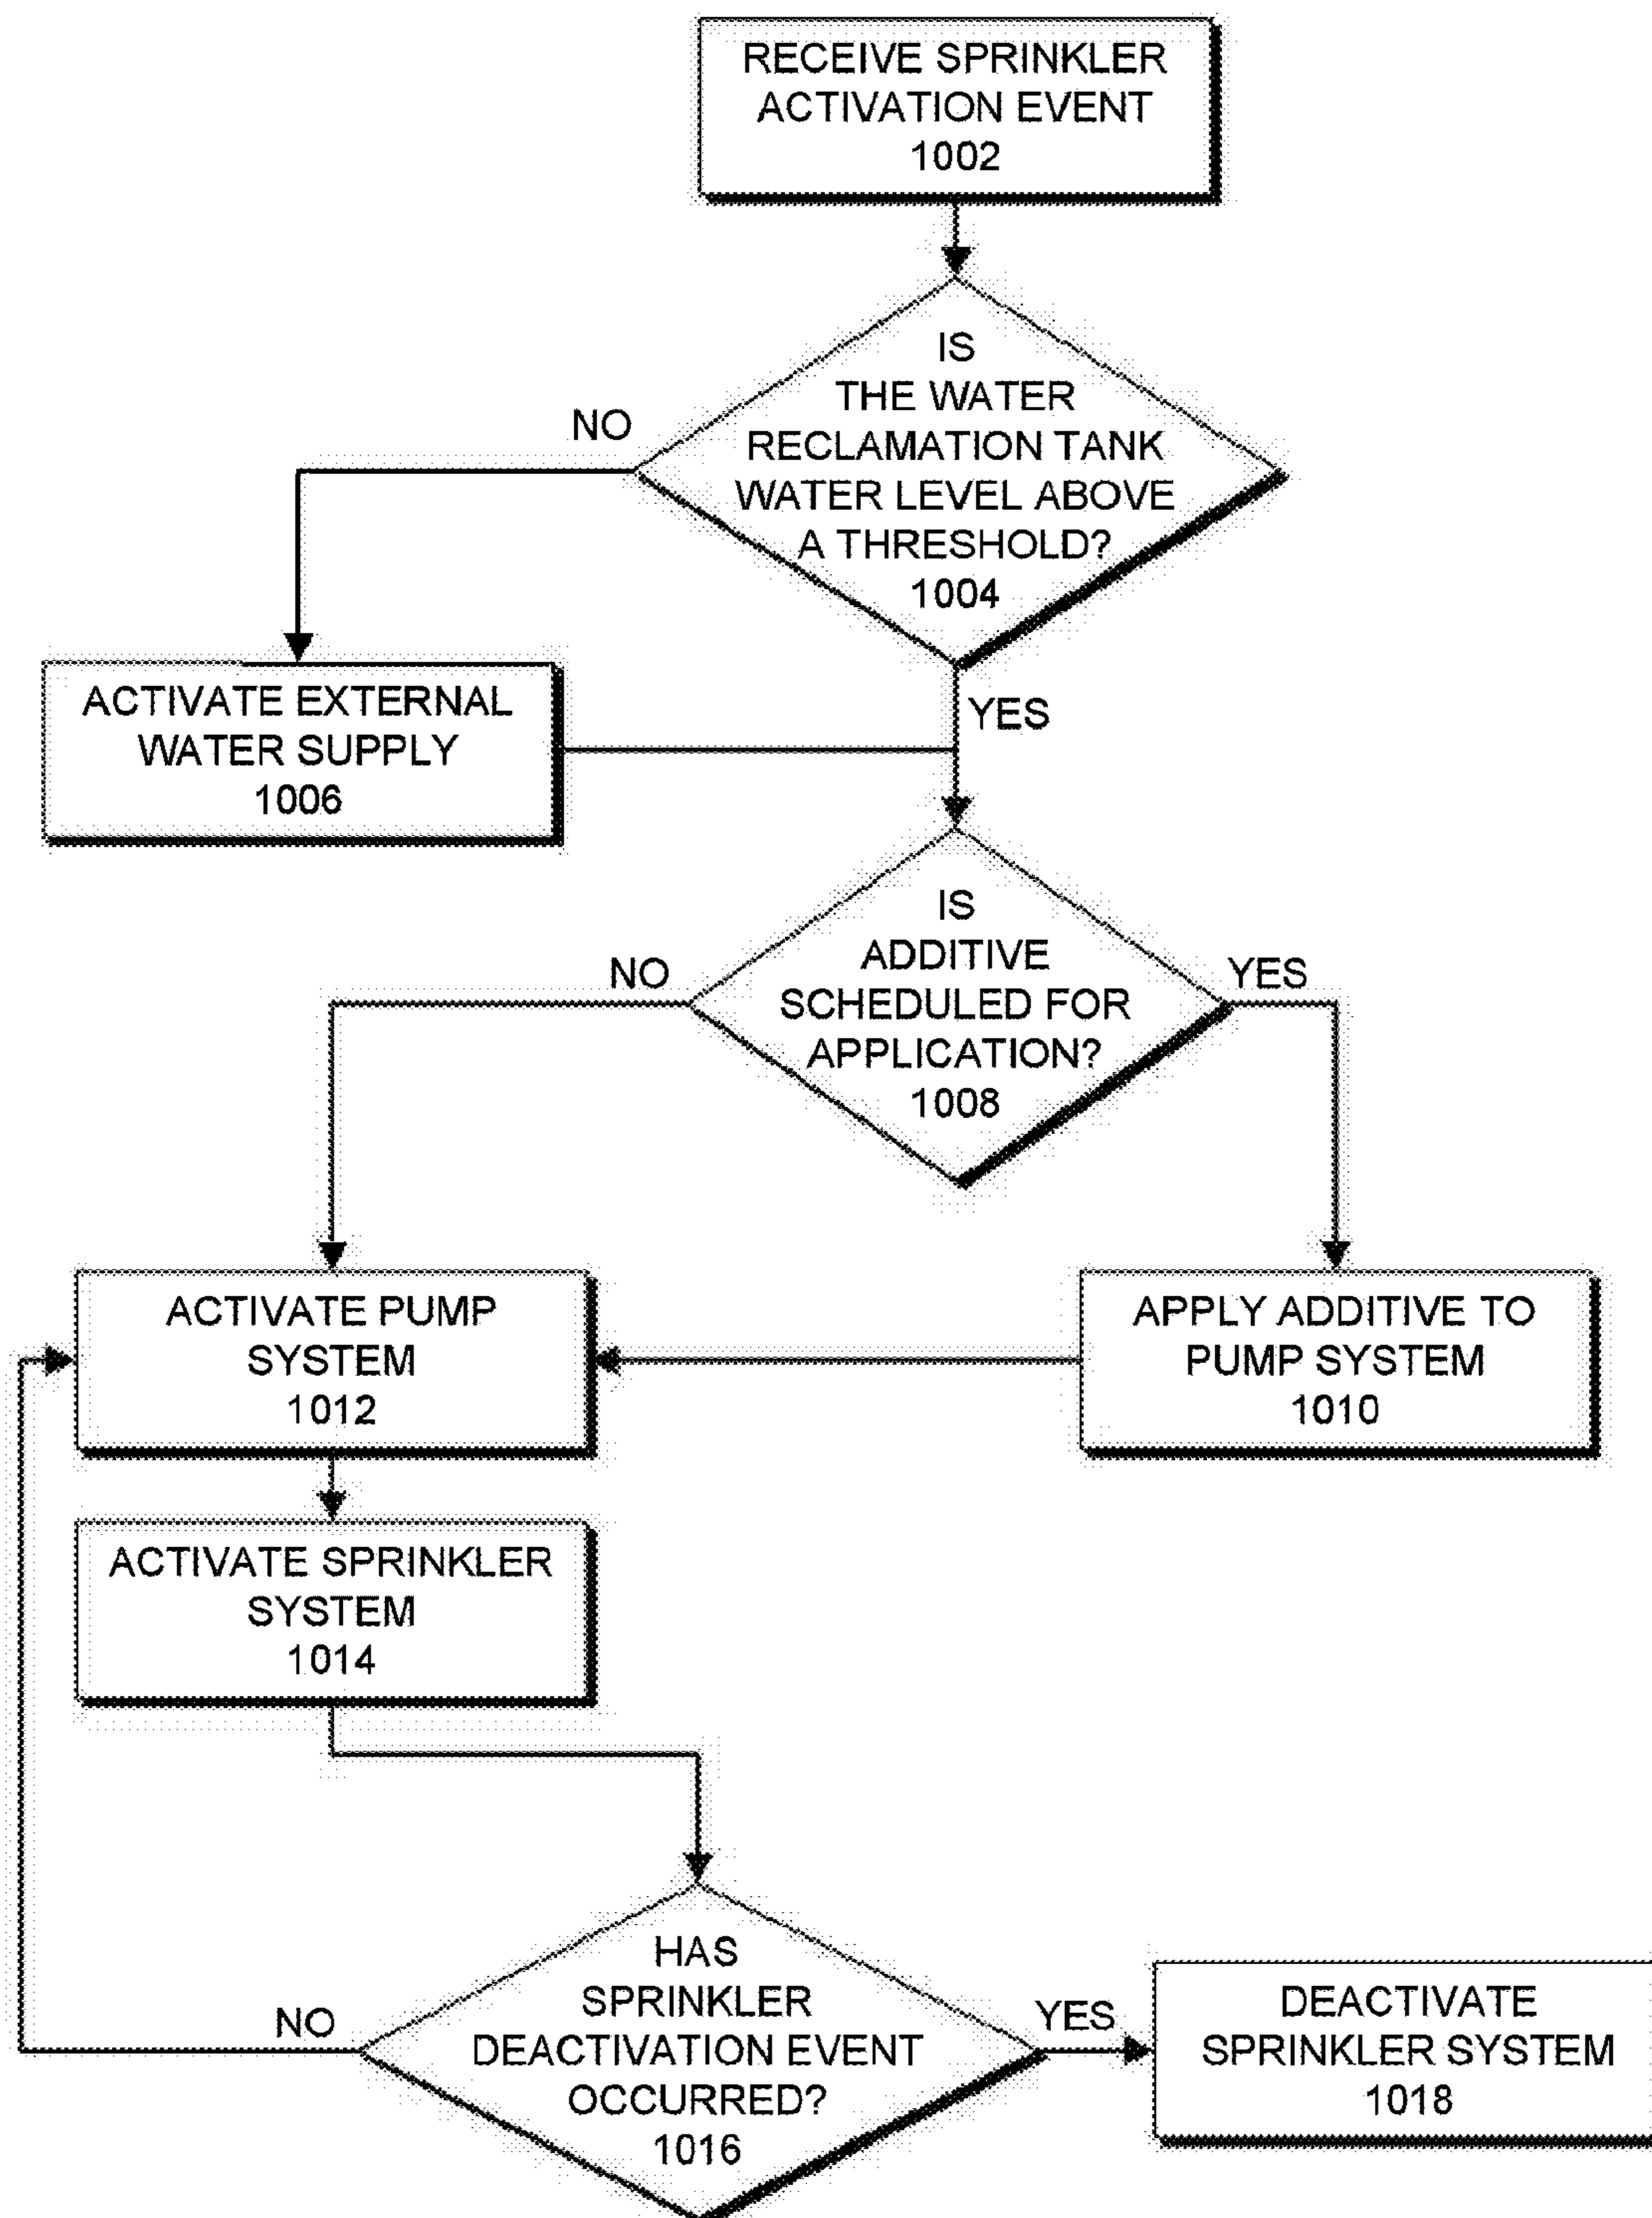 RECEIVE SPRINKLER
ACTIVATION EVENT
1002
IS
THE WATER
RECLAMATION TANK
WATER LEVEL ABOVE
A THRESHOLD?
1004
NO
YES
ACTIVATE EXTERNAL
WATER SUPPLY
1006
IS
ADDITIVE
SCHEDULED FOR
APPLICATION?
1008
NO
YES
ACTIVATE PUMP
SYSTEM
1012
APPLY ADDITIVE TO
PUMP SYSTEM
1010
ACTIVATE SPRINKLER
SYSTEM
1014
HAS
SPRINKLER
DEACTIVATION EVENT
OCCURRED?
1016
NO
YES
DEACTIVATE
SPRINKLER SYSTEM
1018